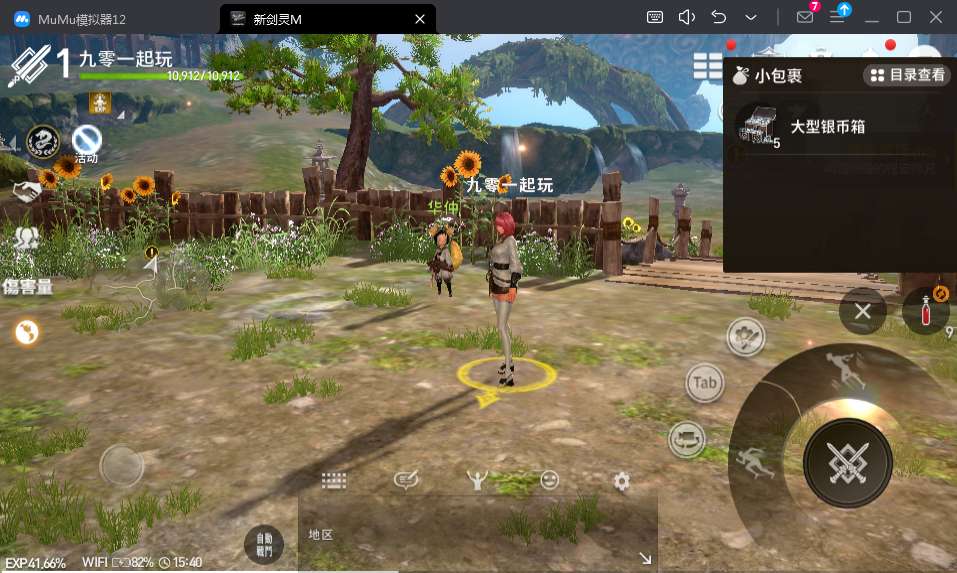 MuMu模拟器12
新剑灵M
7
1 九零一起玩
10,912/10,912
EXP
活动
小包裹
目录查看
大型银币箱
5
九零一起玩
华仲
傷害量
9
Tab
地区
自動
戰鬥
EXP41.66% WIFI 82% 15:40